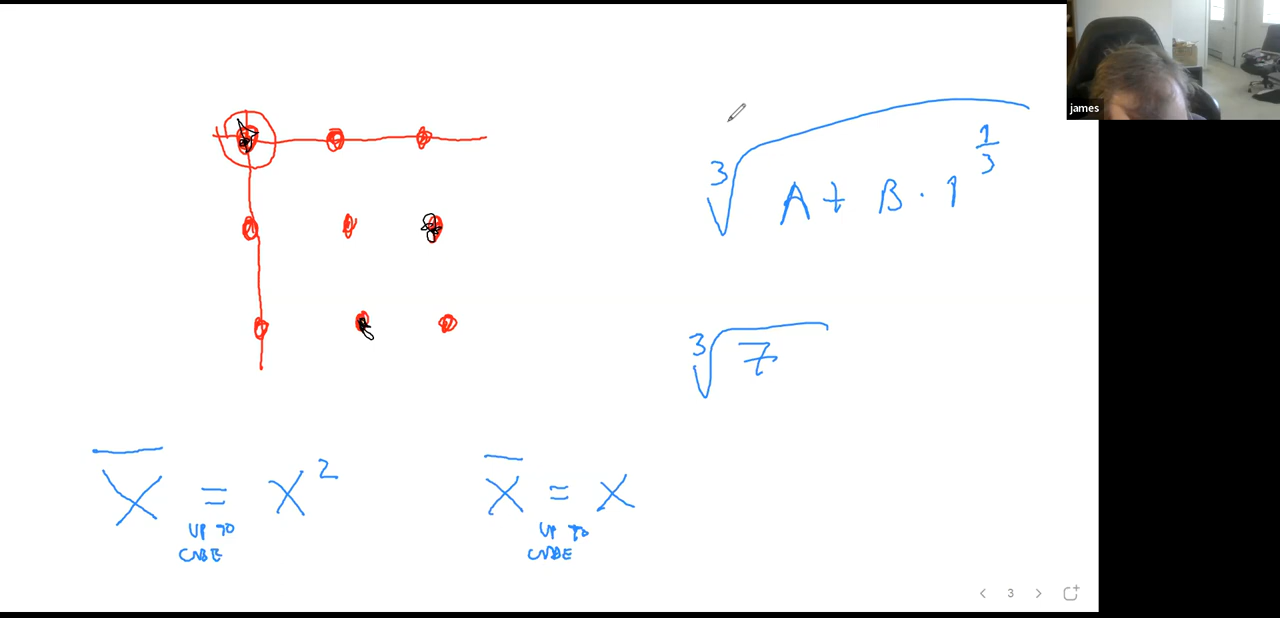 james
3√(A + B · 1^(1/3))
3√7
X̅ = X²
UP TO
CUBE
X̅ = X
UP TO
CUBE
3